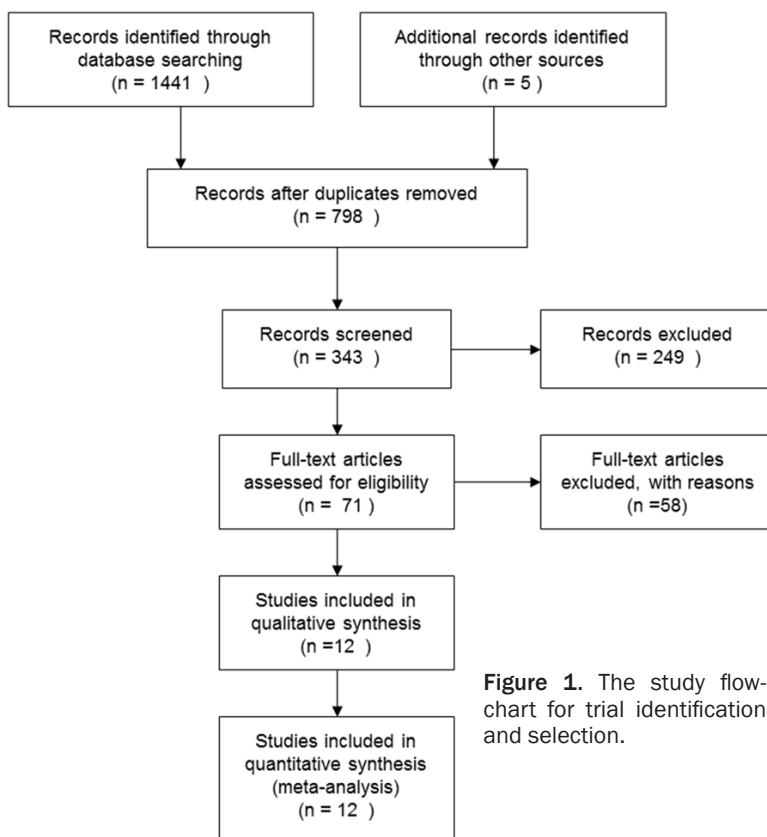 Records identified through
database searching
(n = 1441 )
Additional records identified
through other sources
(n = 5 )
Records after duplicates removed
(n = 798 )
Records screened
(n = 343 )
Records excluded
(n = 249 )
Full-text articles
assessed for eligibility
(n = 71 )
Full-text articles
excluded, with reasons
(n =58)
Studies included in
qualitative synthesis
(n =12 )
Studies included in
quantitative synthesis
(meta-analysis)
(n = 12 )
Figure 1. The study flow-
chart for trial identification
and selection.